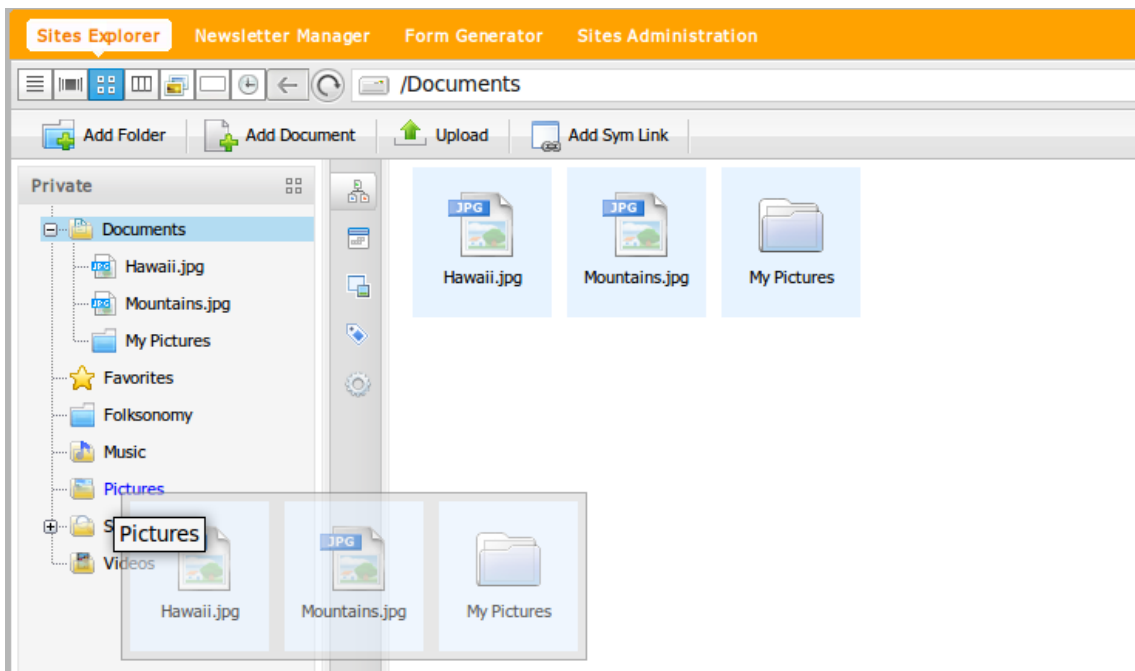 Sites Explorer Newsletter Manager Form Generator Sites Administration
/Documents
Add Folder Add Document Upload Add Sym Link
Private
Documents
Hawaii.jpg
Mountains.jpg
My Pictures
Favorites
Folksonomy
Music
Pictures
S
Pictures
Videos
JPG JPG
Hawaii.jpg Mountains.jpg My Pictures
JPG
Hawaii.jpg Mountains.jpg My Pictures